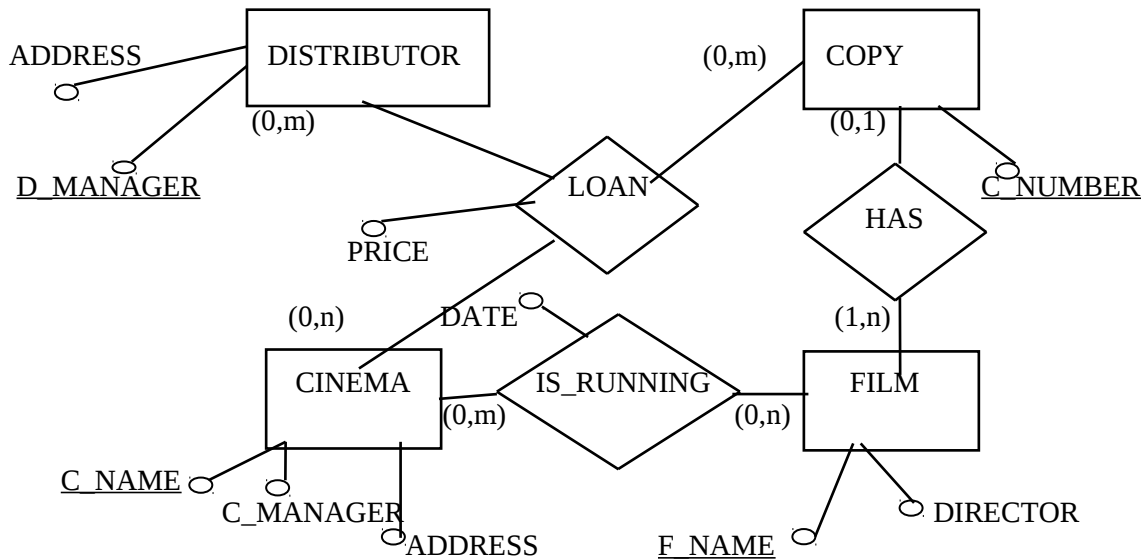 DISTRIBUTOR
COPY
ADDRESS
(0,m)
(0,m)
(0,1)
D_MANAGER
LOAN
C_NUMBER
HAS
PRICE
(0,n)
DATE
(1,n)
CINEMA
IS_RUNNING
FILM
(0,m)
(0,n)
C_NAME
C_MANAGER
DIRECTOR
ADDRESS
F_NAME